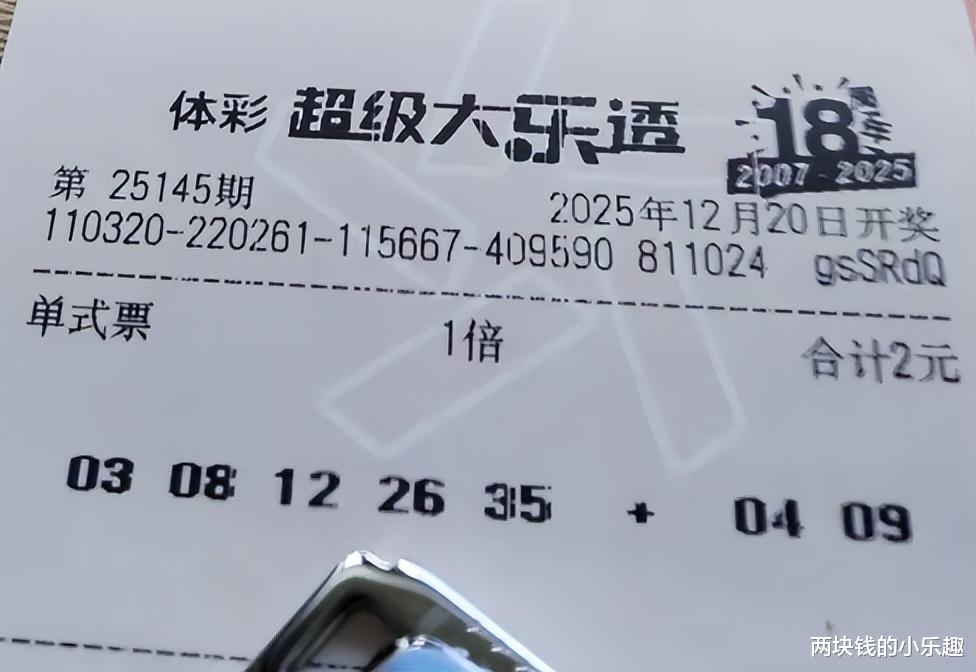 体彩 超级大乐透 18周年
2007-2025
第 25145期 2025年12月20日开奖
110320-220261-115667-409590 811024 gsSRdQ
单式票 1倍 合计2元
03 08 12 26 35 + 04 09
两块钱的小乐趣